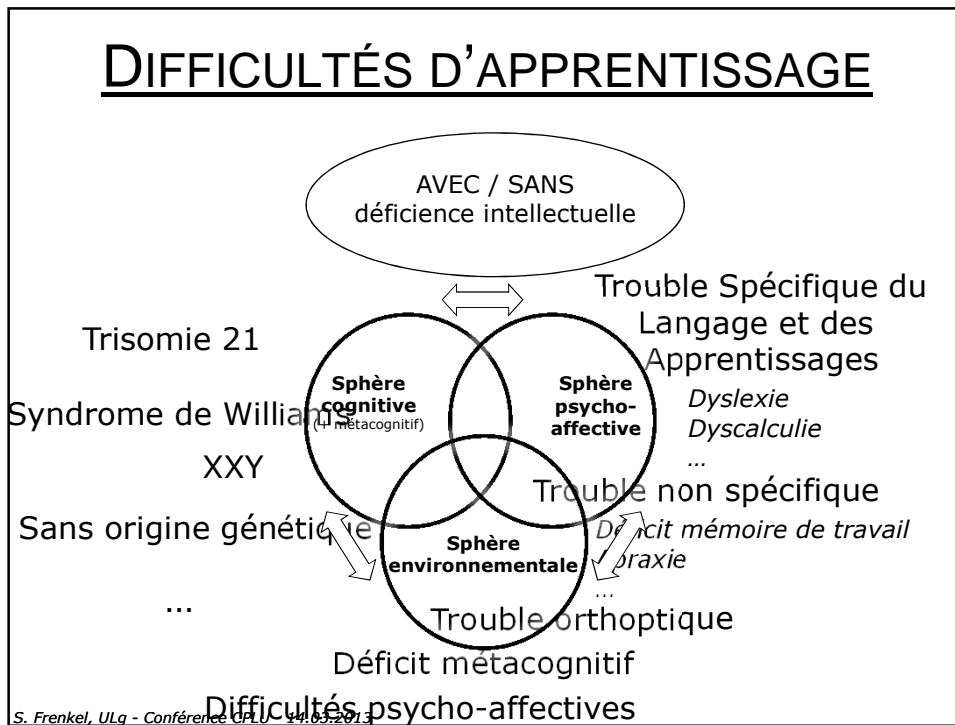 DIFFICULTÉS D'APPRENTISSAGE
AVEC / SANS
déficience intellectuelle
Trisomie 21
Syndrome de Williams
XXY
Sans origine génétique
...
Sphère
cognitive
(+ métacognitif)
Sphère
psycho-
affective
Sphère
environnementale
Trouble Spécifique du
Langage et des
Apprentissages
Dyslexie
Dyscalculie
...
Trouble non spécifique
Déficit mémoire de travail
...
Trouble orthoptique
Déficit métacognitif
Difficultés psycho-affectives
S. Frenkel, ULg - Conférence CPLU - 14.03.2013